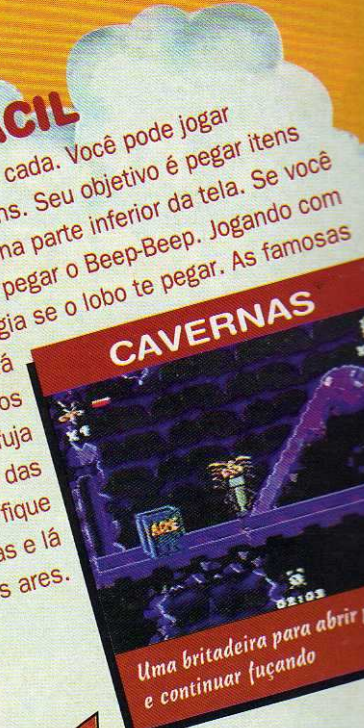 CIL
cada. Você pode jogar
ns. Seu objetivo é pegar itens
na parte inferior da tela. Se você
pegar o Beep-Beep. Jogando com
gia se o lobo te pegar. As famosas
á
os
fuja
das
fique
as e lá
s ares.
CAVERNAS
ACME
02102
Uma britadeira para abrir
e continuar fuçando